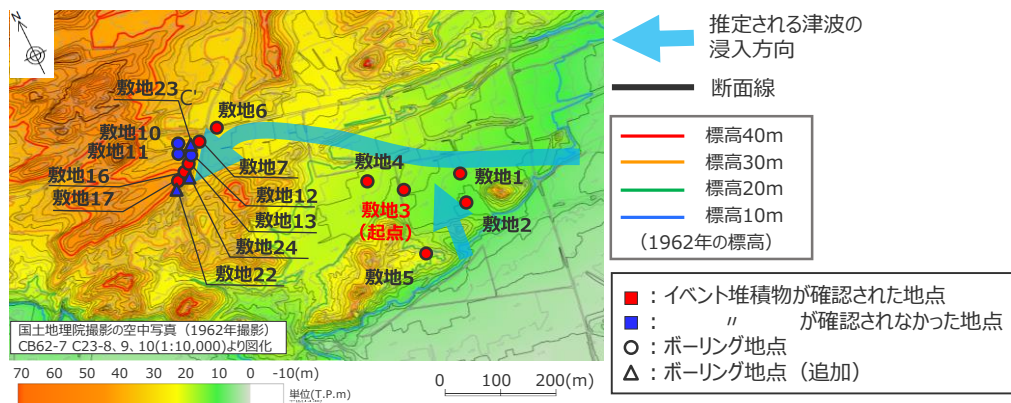 N
敷地23
C'
敷地6
敷地10
敷地11
敷地16
敷地17
敷地7
敷地12
敷地13
敷地24
敷地22
敷地4
敷地1
敷地3
(起点)
敷地2
敷地5
国土地理院撮影の空中写真(1962年撮影)
CB62-7 C23-8、9、10(1:10,000)より図化
70 60 50 40 30 20 10 0 -10(m)
単位(T.P.m)
0 100 200(m)
推定される津波の
浸入方向
断面線
標高40m
標高30m
標高20m
標高10m
(1962年の標高)
■:イベント堆積物が確認された地点
■: 〃 が確認されなかった地点
○:ボーリング地点
△:ボーリング地点(追加)